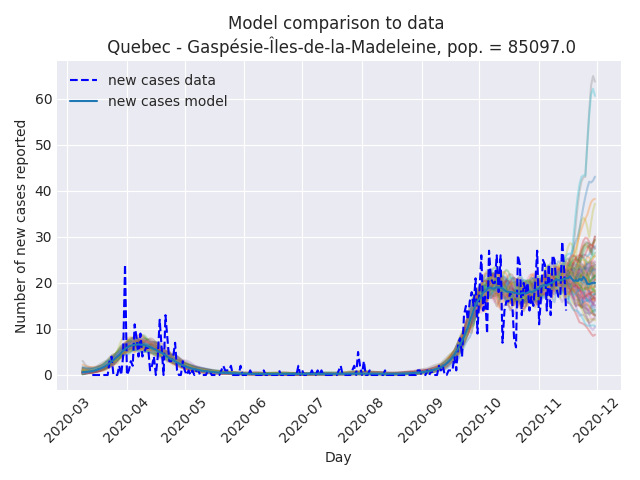 Model comparison to data
Quebec - Gaspésie-Îles-de-la-Madeleine, pop. = 85097.0
new cases data
new cases model
Number of new cases reported
60
50
40
30
20
10
0
2020-03
2020-04
2020-05
2020-06
2020-07
2020-08
2020-09
2020-10
2020-11
2020-12
Day